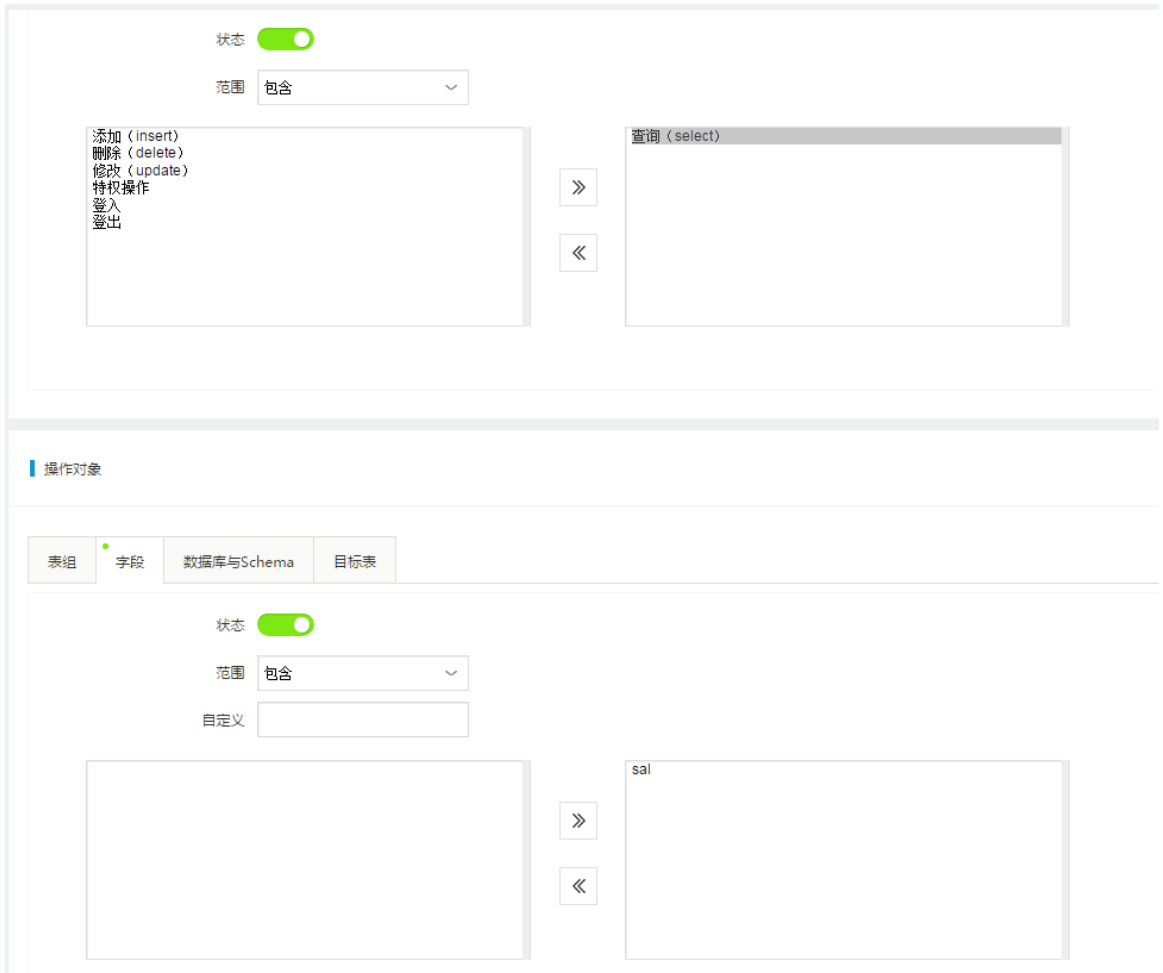 状态
范围 包含
添加（insert）
删除（delete）
修改（update）
特权操作
登入
登出
查询（select）
操作对象
表组 字段 数据库与Schema 目标表
状态
范围 包含
自定义
sal